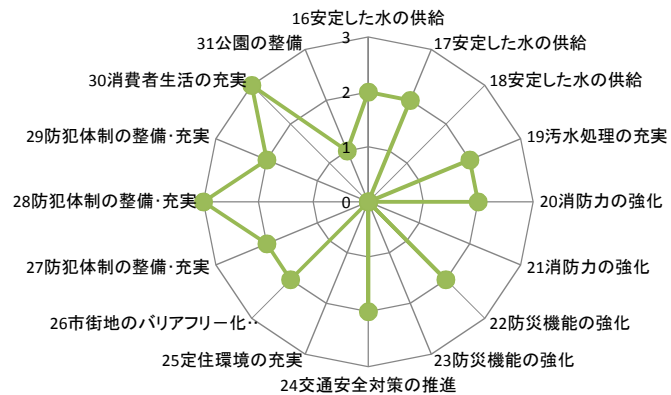 16安定した水の供給
17安定した水の供給
18安定した水の供給
19汚水処理の充実
20消防力の強化
21消防力の強化
22防災機能の強化
23防災機能の強化
24交通安全対策の推進
25定住環境の充実
26市街地のバリアフリー化‥
27防犯体制の整備・充実
28防犯体制の整備・充実
29防犯体制の整備・充実
30消費者生活の充実
31公園の整備
3
2
1
0